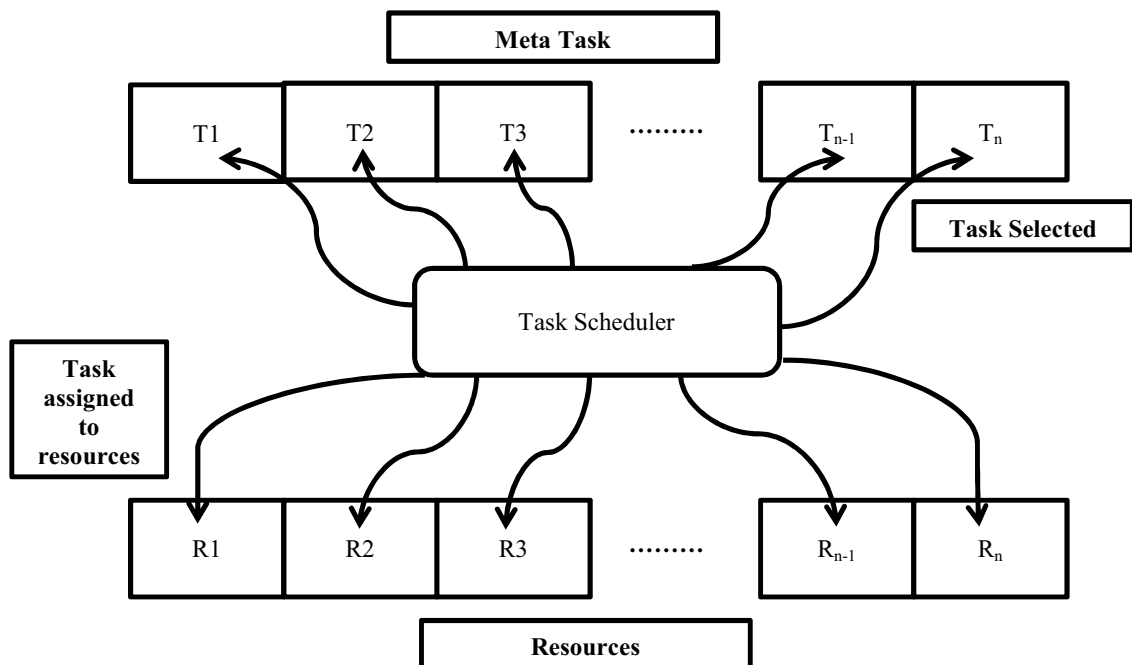 Meta Task
T1 T2 T3 ......... Tn-1 Tn
Task Selected
Task Scheduler
Task
assigned
to
resources
R1 R2 R3 ......... Rn-1 Rn
Resources